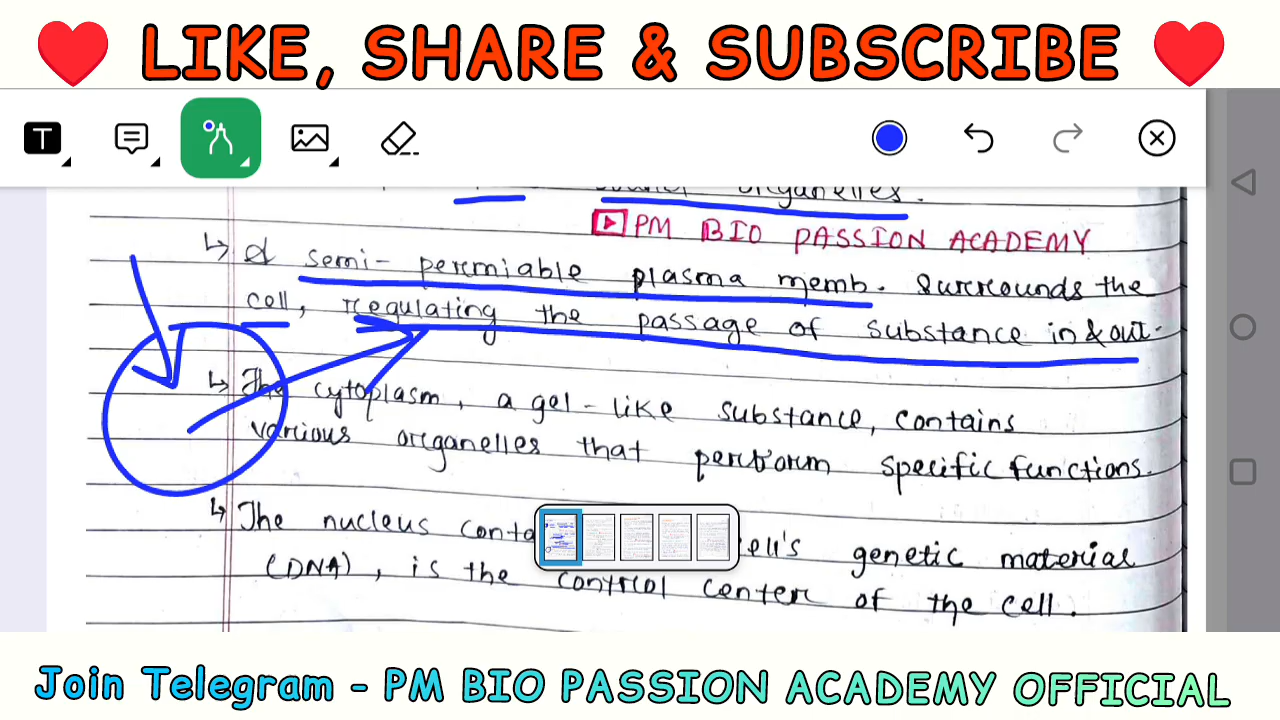 LIKE, SHARE & SUBSCRIBE
T
organelles.
PM BIO PASSION ACADEMY
↳ A semi-permiable plasma memb. surrounds the
cell, regulating the passage of substance in & out.
↳ The cytoplasm, a gel-like substance, contains
various organelles that perform specific functions.
↳ The nucleus conta ell's genetic material
(DNA), is the control center of the cell.
Join Telegram - PM BIO PASSION ACADEMY OFFICIAL